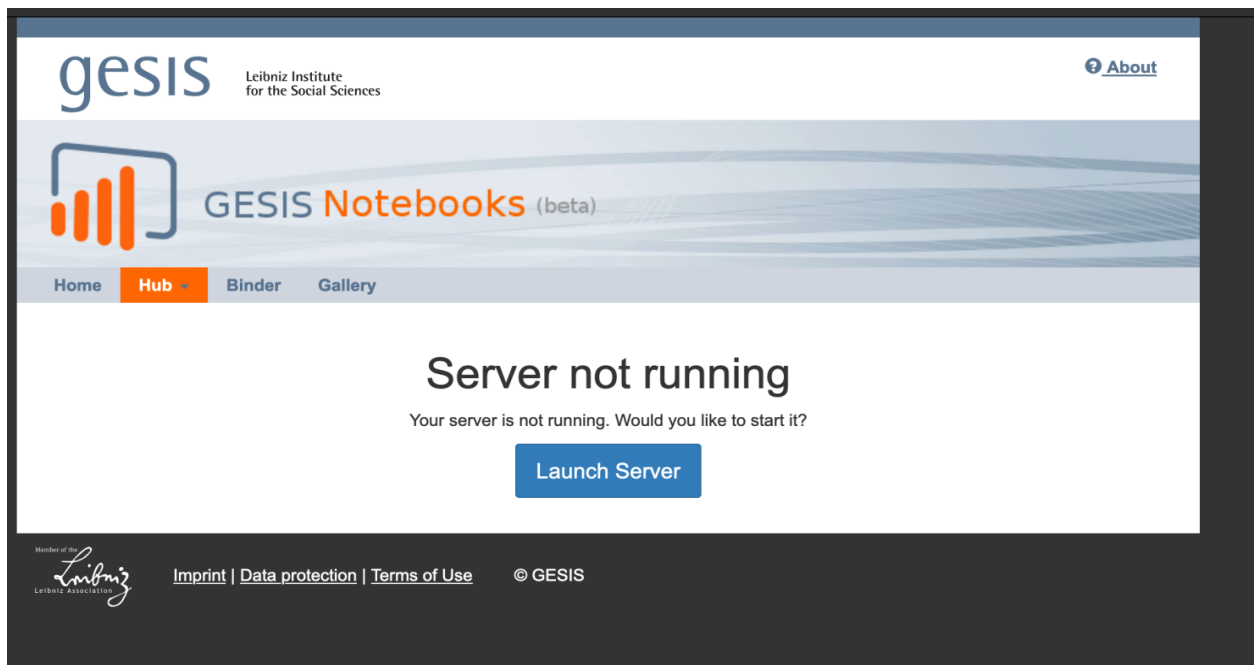 gesis Leibniz Institute
for the Social Sciences
About
GESIS Notebooks (beta)
Home Hub Binder Gallery
Server not running
Your server is not running. Would you like to start it?
Launch Server
Member of the
Leibniz
Leibniz Association
Imprint | Data protection | Terms of Use © GESIS